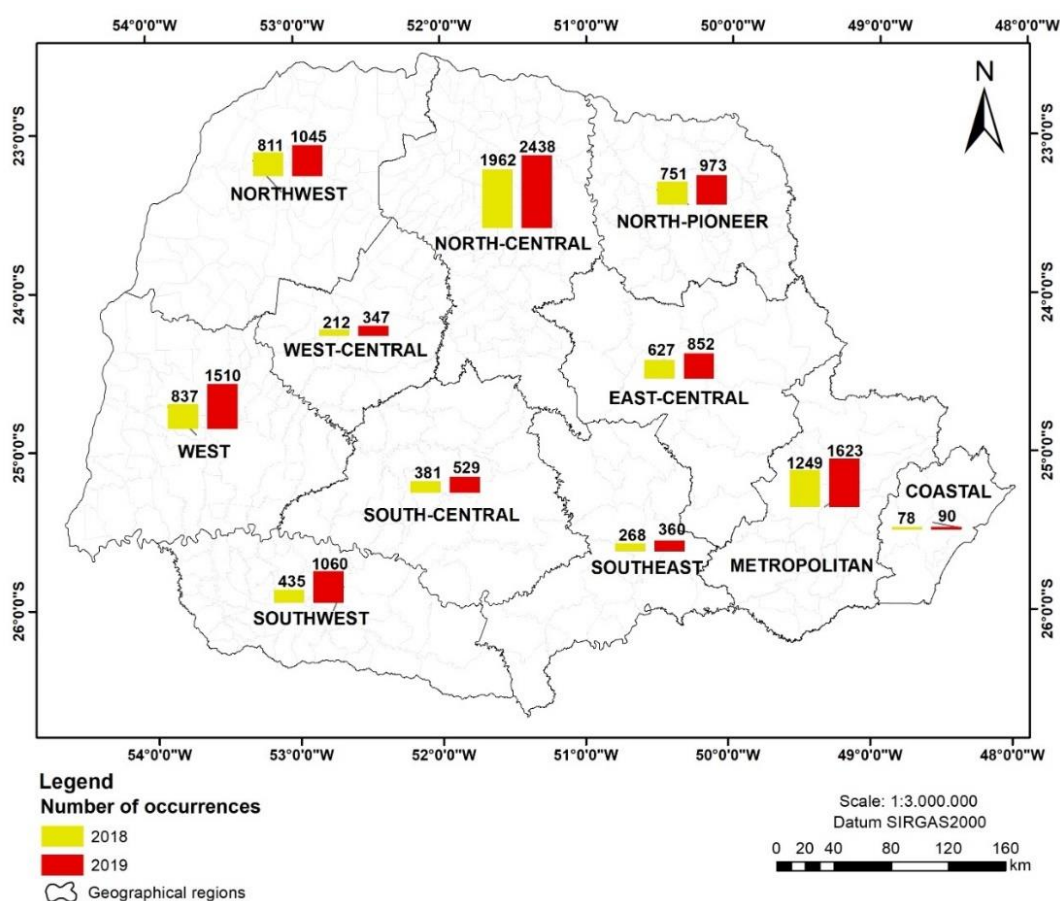 54°0'0"W 53°0'0"W 52°0'0"W 51°0'0"W 50°0'0"W 49°0'0"W 48°0'0"W
N
23°0'0"S
23°0'0"S
811 1045
NORTHWEST
1962 2438
NORTH-CENTRAL
751 973
NORTH-PIONEER
24°0'0"S
24°0'0"S
212 347
WEST-CENTRAL
627 852
EAST-CENTRAL
837 1510
WEST
25°0'0"S
25°0'0"S
381 529
SOUTH-CENTRAL
1249 1623
METROPOLITAN
COASTAL
78 90
268 360
SOUTHEAST
435 1060
SOUTHWEST
26°0'0"S
26°0'0"S
54°0'0"W 53°0'0"W 52°0'0"W 51°0'0"W 50°0'0"W 49°0'0"W 48°0'0"W
Legend
Number of occurrences
2018
2019
Geographical regions
Scale: 1:3.000.000
Datum SIRGAS2000
0 20 40 80 120 160
km